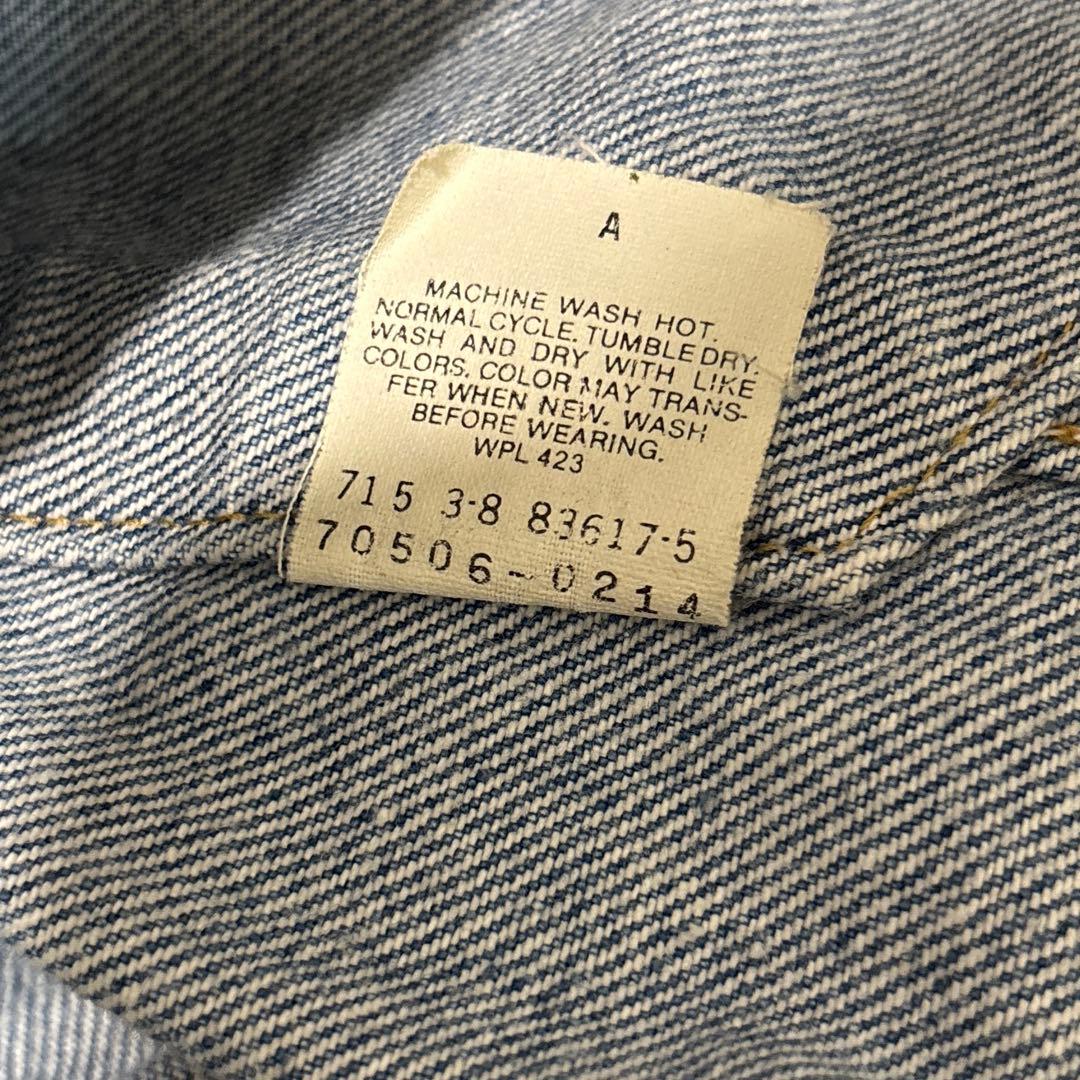 A
MACHINE WASH HOT.
NORMAL CYCLE. TUMBLE DRY.
WASH AND DRY WITH LIKE
COLORS. COLOR MAY TRANS-
FER WHEN NEW. WASH
BEFORE WEARING.
WPL 423
715 3-8 83617-5
70506-0214